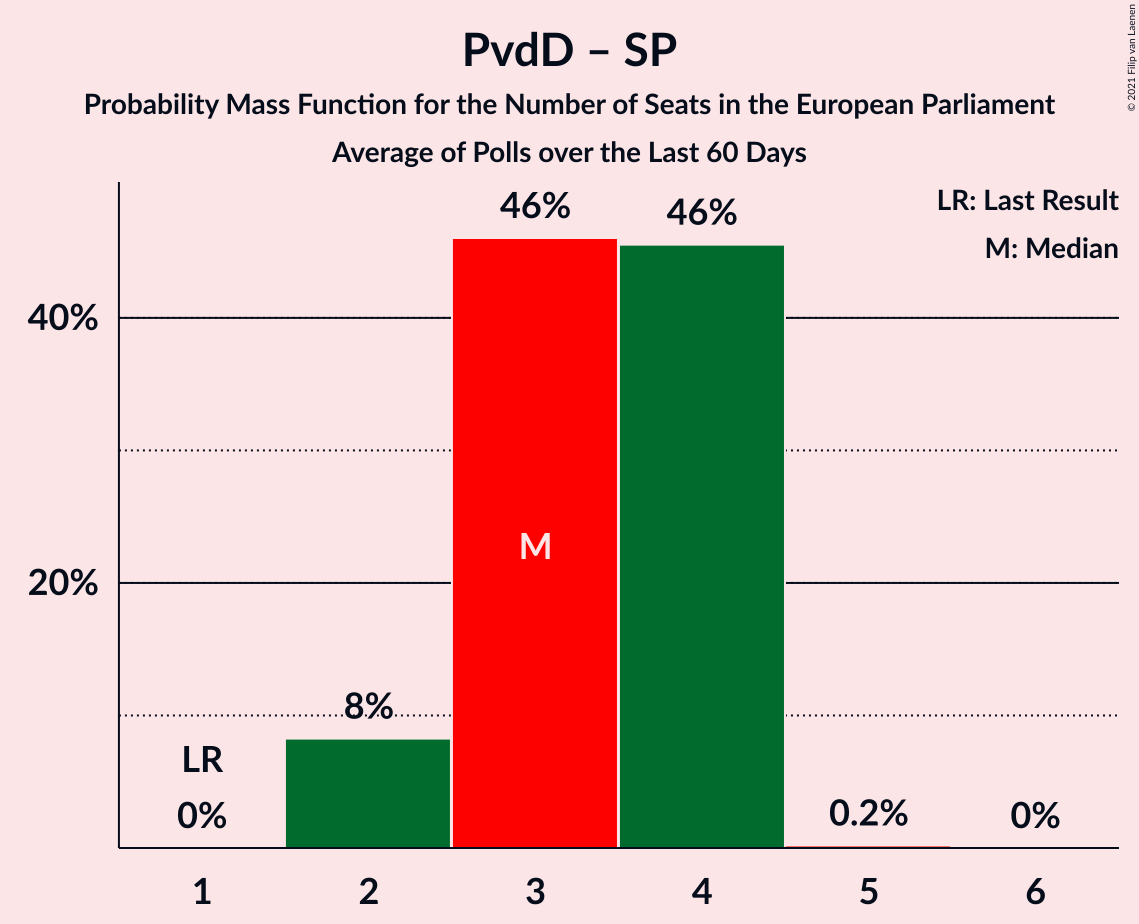 PvdD – SP
Probability Mass Function for the Number of Seats in the European Parliament
Average of Polls over the Last 60 Days
© 2021 Filip van Laenen
LR: Last Result
M: Median
46%
46%
40%
M
20%
8%
LR
0%
0.2%
0%
1 2 3 4 5 6